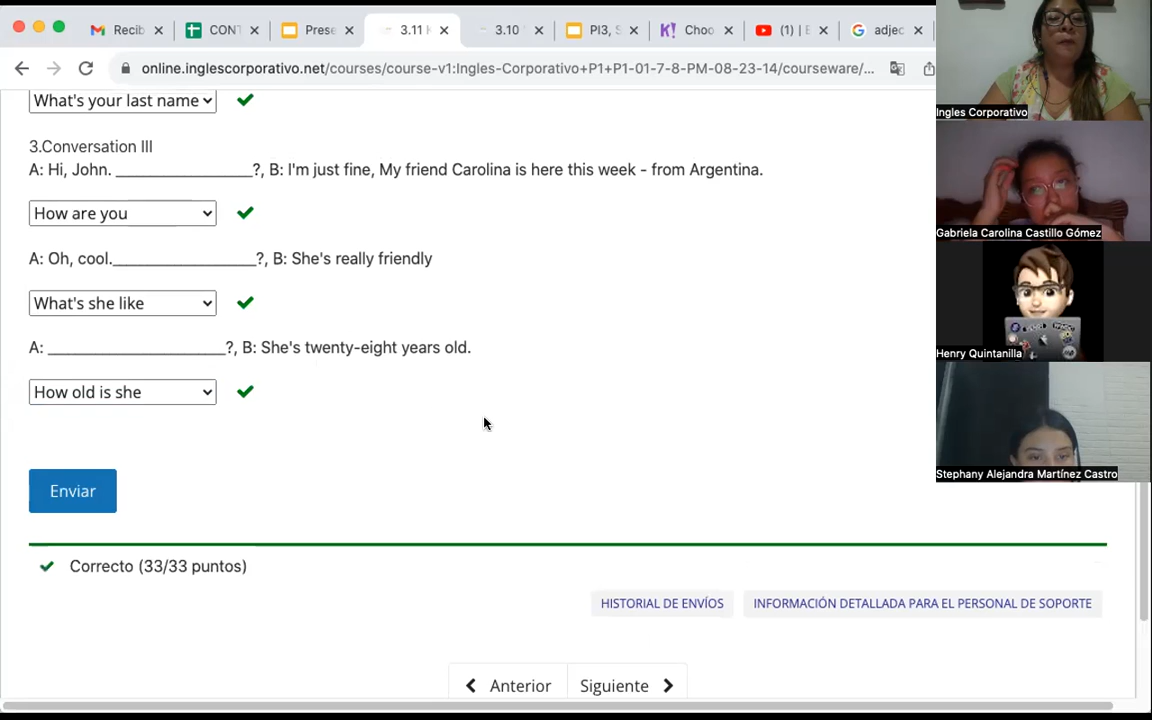 Recib
CONT
Prese
3.11
3.10
PI3, S
K!
Choo
(1) | E
G
adjec
online.inglescorporativo.net/courses/course-v1:Ingles-Corporativo+P1+P1-01-7-8-PM-08-23-14/courseware/...
Ingles Corporativo
What's your last name
3.Conversation III
A: Hi, John. ________________?, B: I'm just fine, My friend Carolina is here this week - from Argentina.
How are you
Gabriela Carolina Castillo Gómez
A: Oh, cool.________________?, B: She's really friendly
What's she like
A: ____________________?, B: She's twenty-eight years old.
Henry Quintanilla
How old is she
Stephany Alejandra Martínez Castro
Enviar
Correcto (33/33 puntos)
HISTORIAL DE ENVÍOS
INFORMACIÓN DETALLADA PARA EL PERSONAL DE SOPORTE
Anterior
Siguiente